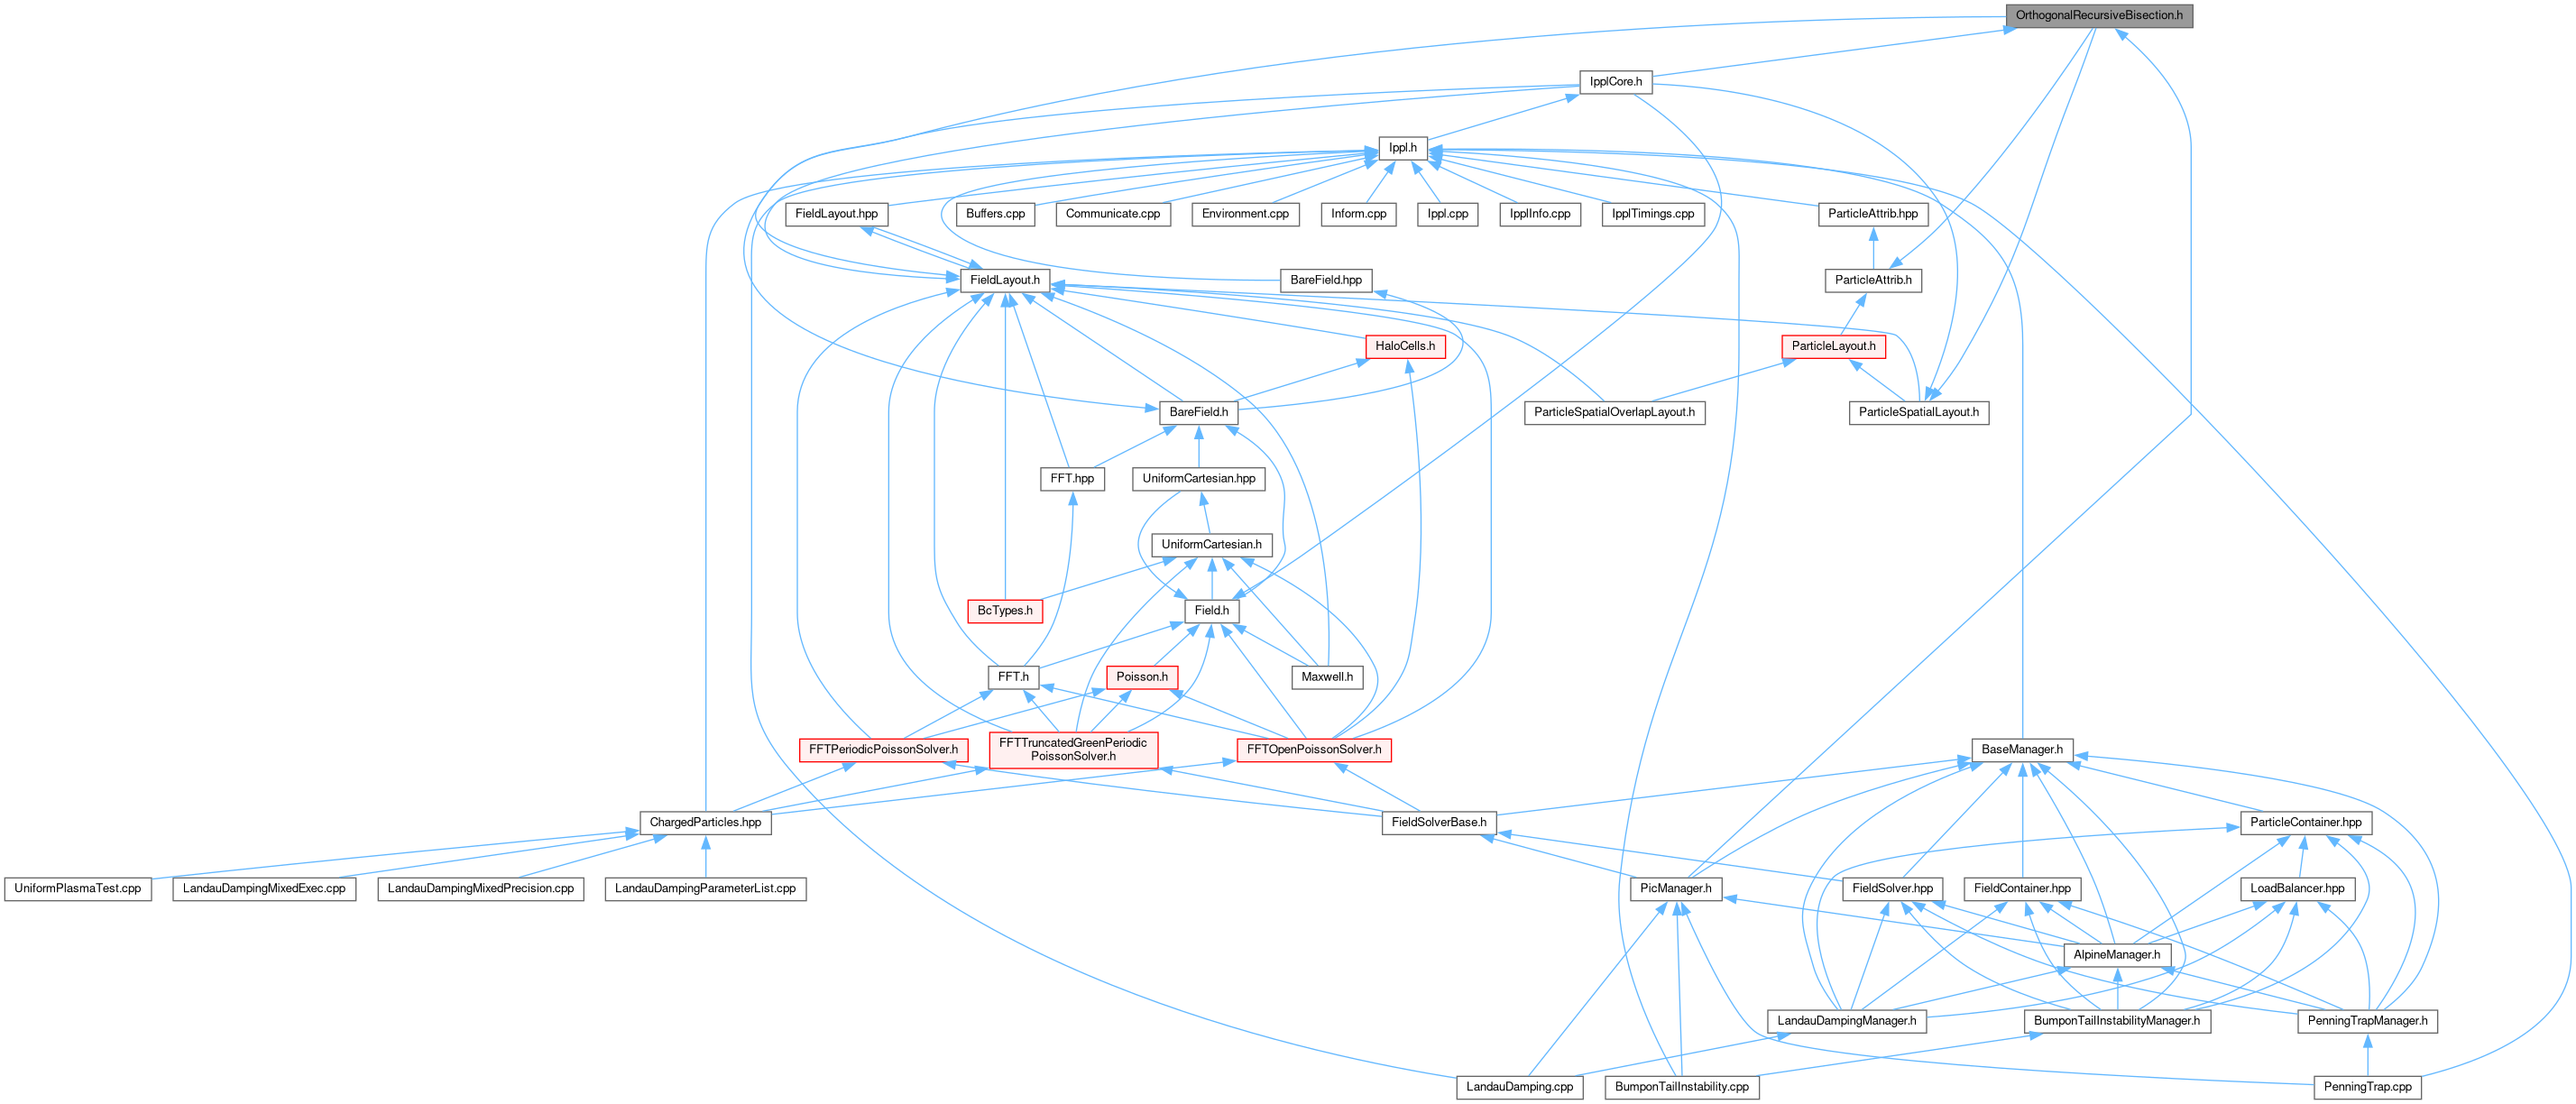 OrthogonalRecursiveBisection.h
IpplCore.h
Ippl.h
FieldLayout.hpp
Buffers.cpp
Communicate.cpp
Environment.cpp
Inform.cpp
Ippl.cpp
IpplInfo.cpp
IpplTimings.cpp
ParticleAttrib.hpp
FieldLayout.h
BareField.hpp
ParticleAttrib.h
HaloCells.h
ParticleLayout.h
BareField.h
ParticleSpatialOverlapLayout.h
ParticleSpatialLayout.h
FFT.hpp
UniformCartesian.hpp
UniformCartesian.h
BcTypes.h
Field.h
FFT.h
Poisson.h
Maxwell.h
FFTPeriodicPoissonSolver.h
FFTTruncatedGreenPeriodic
PoissonSolver.h
FFTOpenPoissonSolver.h
BaseManager.h
ChargedParticles.hpp
FieldSolverBase.h
ParticleContainer.hpp
UniformPlasmaTest.cpp
LandauDampingMixedExec.cpp
LandauDampingMixedPrecision.cpp
LandauDampingParameterList.cpp
PicManager.h
FieldSolver.hpp
FieldContainer.hpp
LoadBalancer.hpp
AlpineManager.h
LandauDampingManager.h
BumponTailInstabilityManager.h
PenningTrapManager.h
LandauDamping.cpp
BumponTailInstability.cpp
PenningTrap.cpp